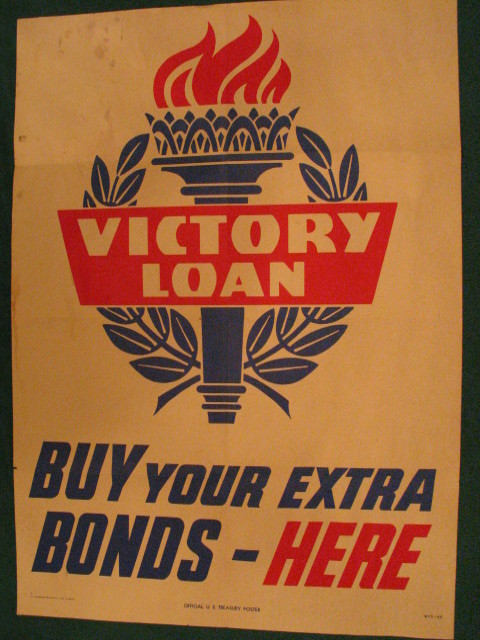 VICTORY
LOAN
BUY YOUR EXTRA
BONDS - HERE
OFFICIAL U. S. TREASURY POSTER